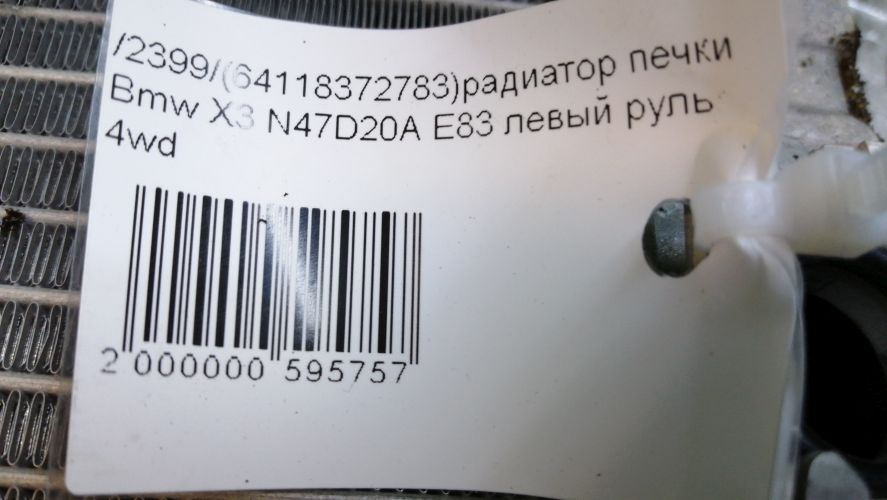 /2399/(64118372783)радиатор печки
Bmw X3 N47D20A E83 левый руль
4wd
2 000000 595757